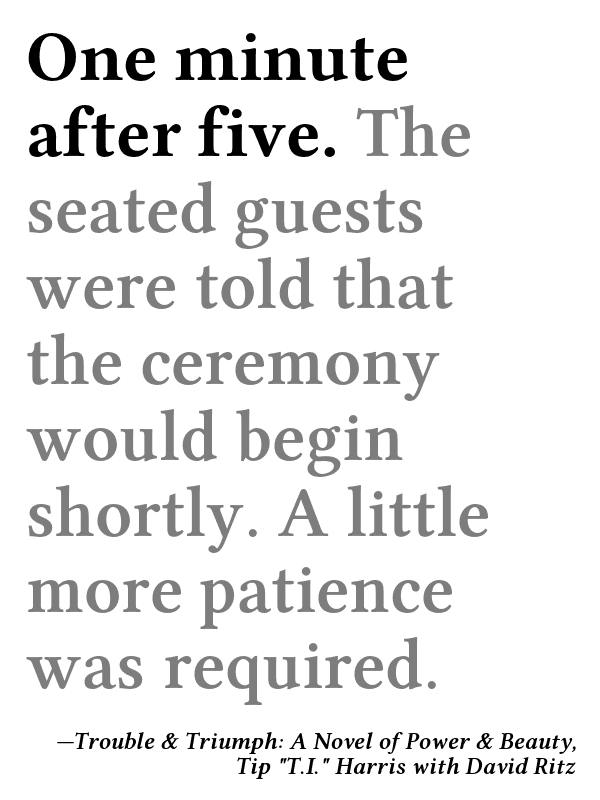 One minute
after five. The
seated guests
were told that
the ceremony
would begin
shortly. A little
more patience
was required.
—Trouble & Triumph: A Novel of Power & Beauty,
Tip "T.I." Harris with David Ritz